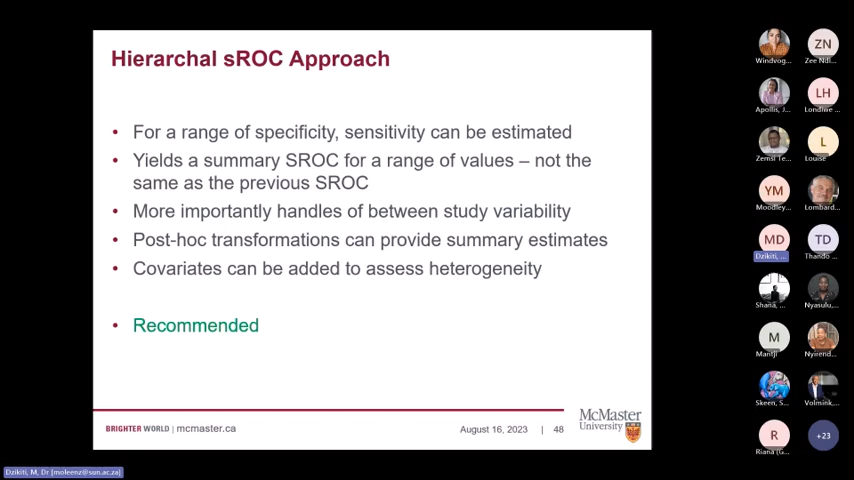 Hierarchal sROC Approach
• For a range of specificity, sensitivity can be estimated
• Yields a summary SROC for a range of values – not the
same as the previous SROC
• More importantly handles of between study variability
• Post-hoc transformations can provide summary estimates
• Covariates can be added to assess heterogeneity
• Recommended
BRIGHTER WORLD | mcmaster.ca
August 16, 2023 | 48
McMaster
University
Windvog...
ZN
Zee Ndl...
Apollis, J...
LH
Londiwe ...
Zemsi Te...
L
Louise
YM
Moodley...
Lombard...
MD
Dzikiti, ...
TD
Thando ...
Shana, ...
Nyasulu,...
M
Mantji
Nyirend...
Skeen, S...
Volmink,...
R
Riana (G...
+23
Dzikiti, M, Dr [moleenz@sun.ac.za]